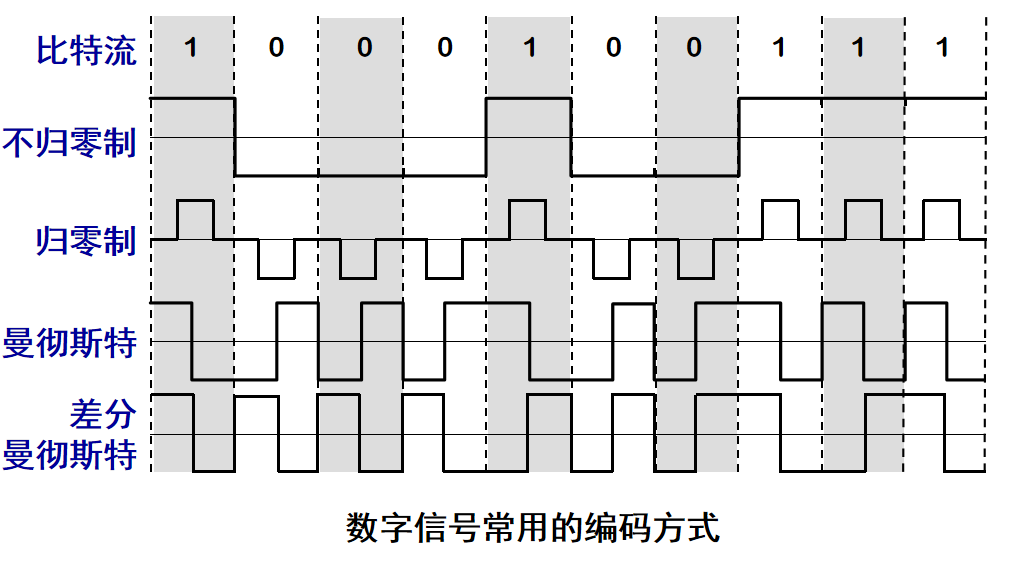 比特流 1 0 0 0 1 0 0 1 1 1
不归零制
归零制
曼彻斯特
差分
曼彻斯特
数字信号常用的编码方式